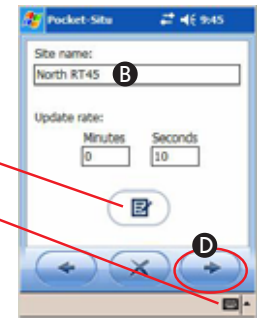 Pocket-Situ 9:45
Site name:
North RT45 B
Update rate:
Minutes Seconds
0 10
D